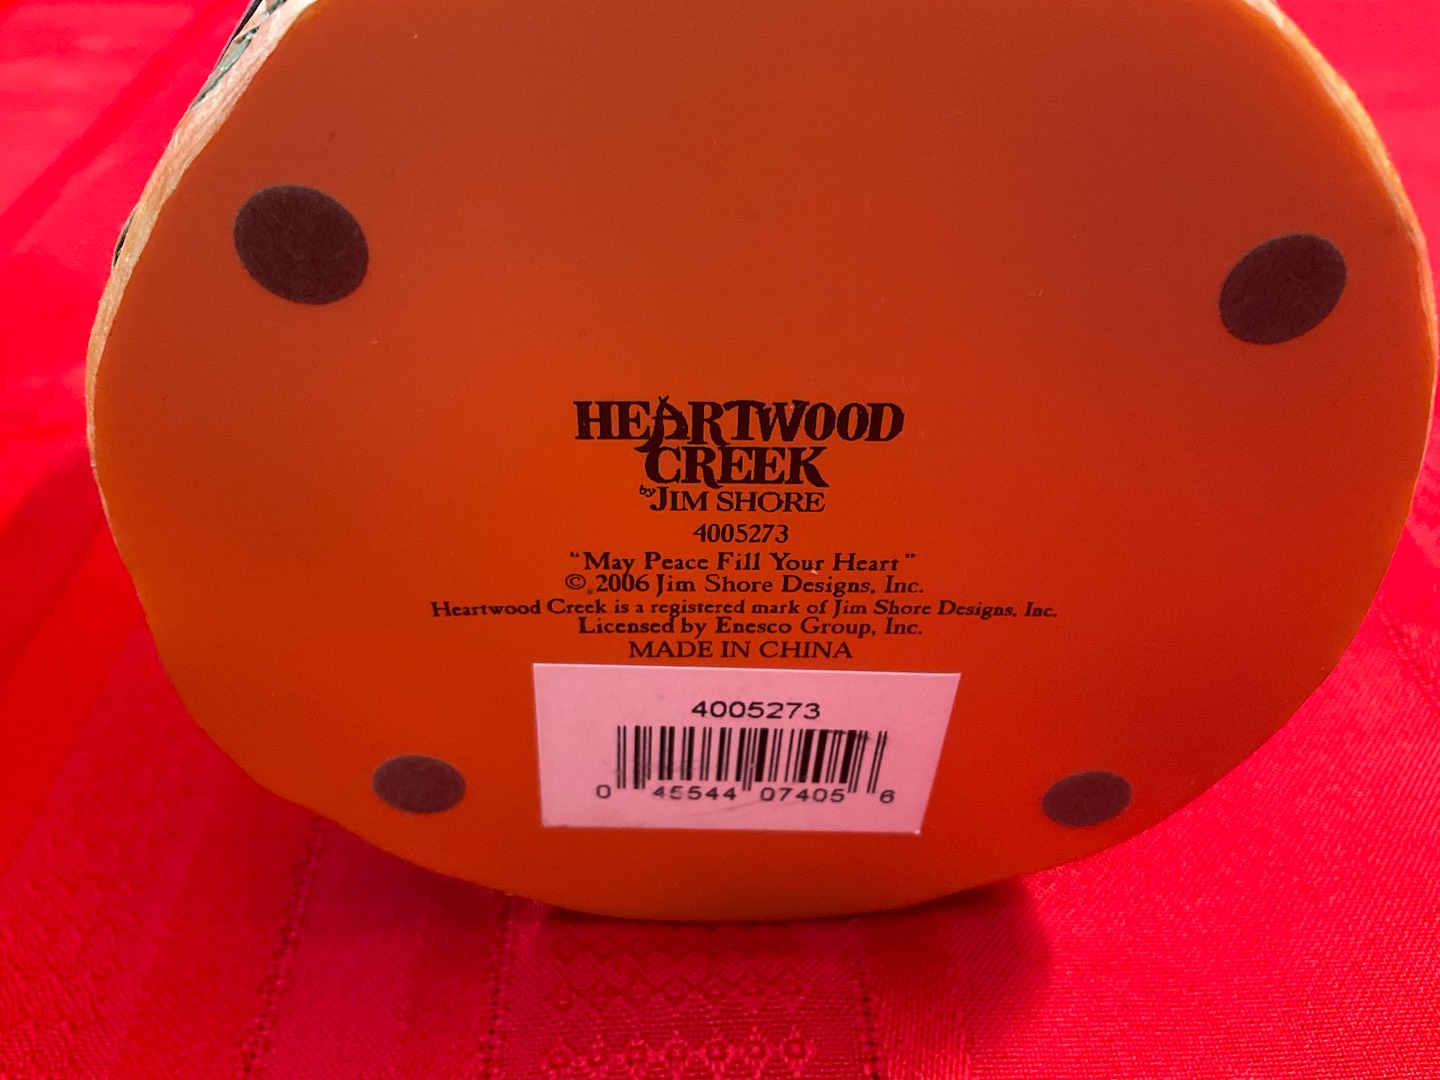 HEARTWOOD
CREEK
by JIM SHORE
4005273
"May Peace Fill Your Heart"
© 2006 Jim Shore Designs, Inc.
Heartwood Creek is a registered mark of Jim Shore Designs, Inc.
Licensed by Enesco Group, Inc.
MADE IN CHINA
4005273
0 45544 07405 6